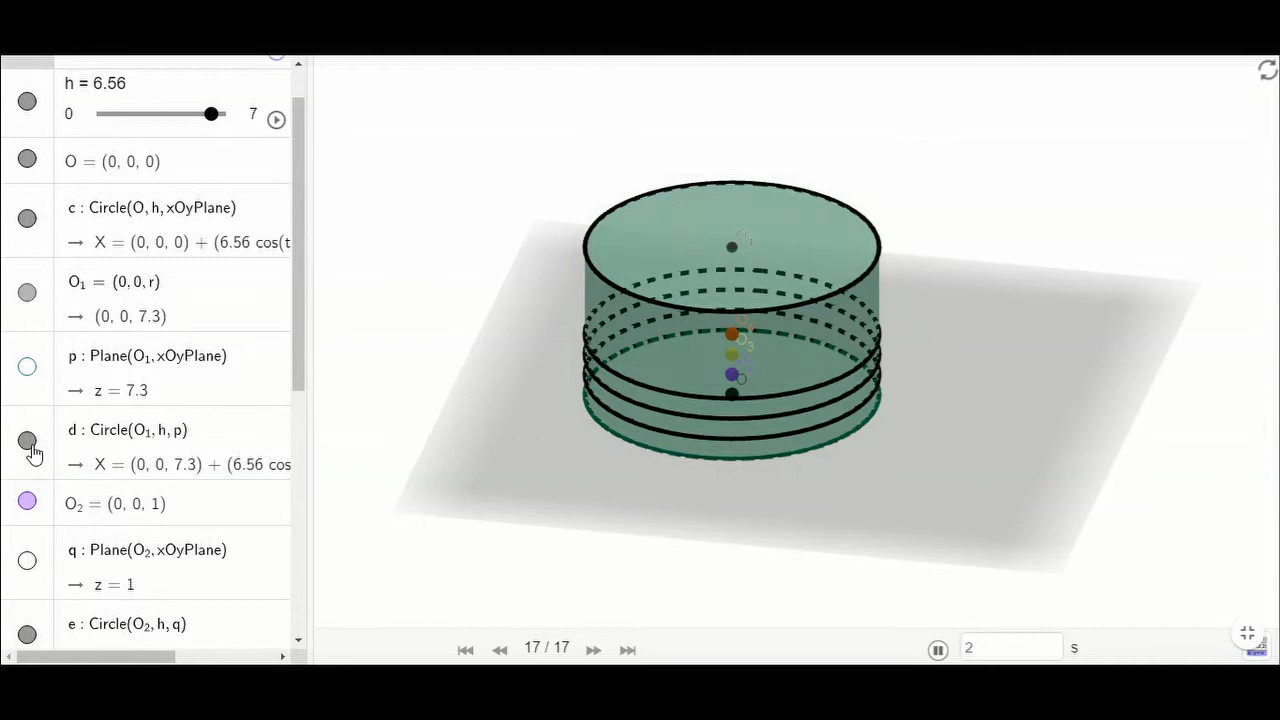 h = 6.56
0 7
O = (0, 0, 0)
c : Circle(O, h, xOyPlane)
→ X = (0, 0, 0) + (6.56 cos(t
O₁ = (0, 0, r)
→ (0, 0, 7.3)
p : Plane(O₁, xOyPlane)
→ z = 7.3
d : Circle(O₁, h, p)
→ X = (0, 0, 7.3) + (6.56 cos
O₂ = (0, 0, 1)
q : Plane(O₂, xOyPlane)
→ z = 1
e : Circle(O₂, h, q)
O₁
O₃
O
17 / 17
2 s